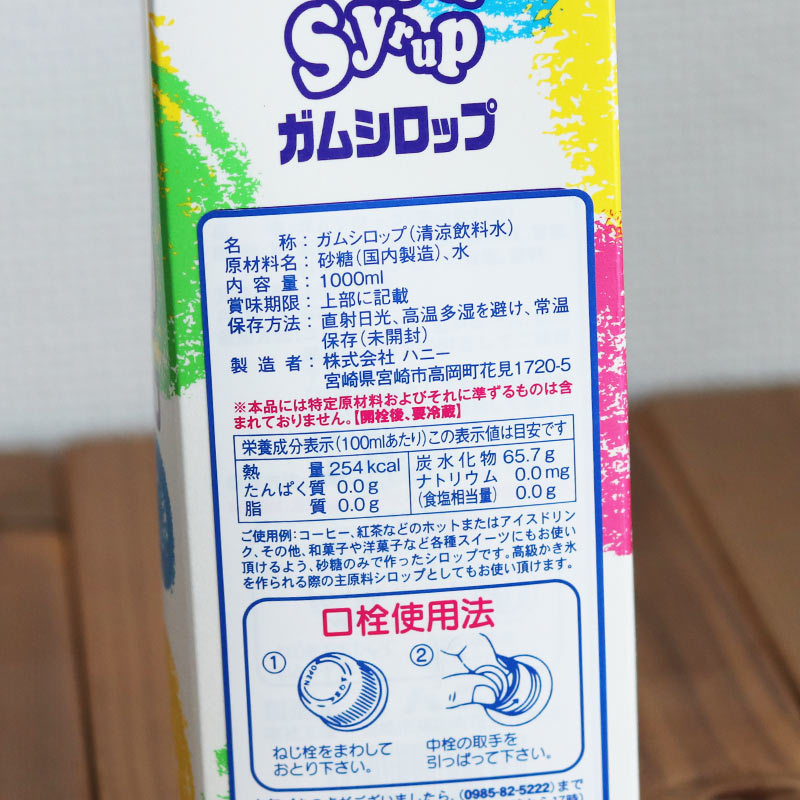 Syrup
ガムシロップ
名称：ガムシロップ（清涼飲料水）
原材料名：砂糖（国内製造）、水
内容量：1000ml
賞味期限：上部に記載
保存方法：直射日光、高温多湿を避け、常温
保存（未開封）
製造者：株式会社 ハニー
宮崎県宮崎市高岡町花見1720-5
※本品には特定原材料およびそれに準ずるものは含
まれておりません。【開栓後、要冷蔵】
栄養成分表示（100mlあたり）この表示値は目安です
熱量 254kcal 炭水化物 65.7g
たんぱく質 0.0g ナトリウム 0.0mg
脂質 0.0g （食塩相当量） 0.0g
ご使用例：コーヒー、紅茶などのホットまたはアイスドリン
ク、その他、和菓子や洋菓子など各種スイーツにもお使い
頂けるよう、砂糖のみで作ったシロップです。高級かき氷
を作られる際の主原料シロップとしてもお使い頂けます。
口栓使用法
① ②
OPEN
ねじ栓をまわして
おとり下さい。
中栓の取手を
引っぱって下さい。
ございましたら、（0985-82-5222）まで